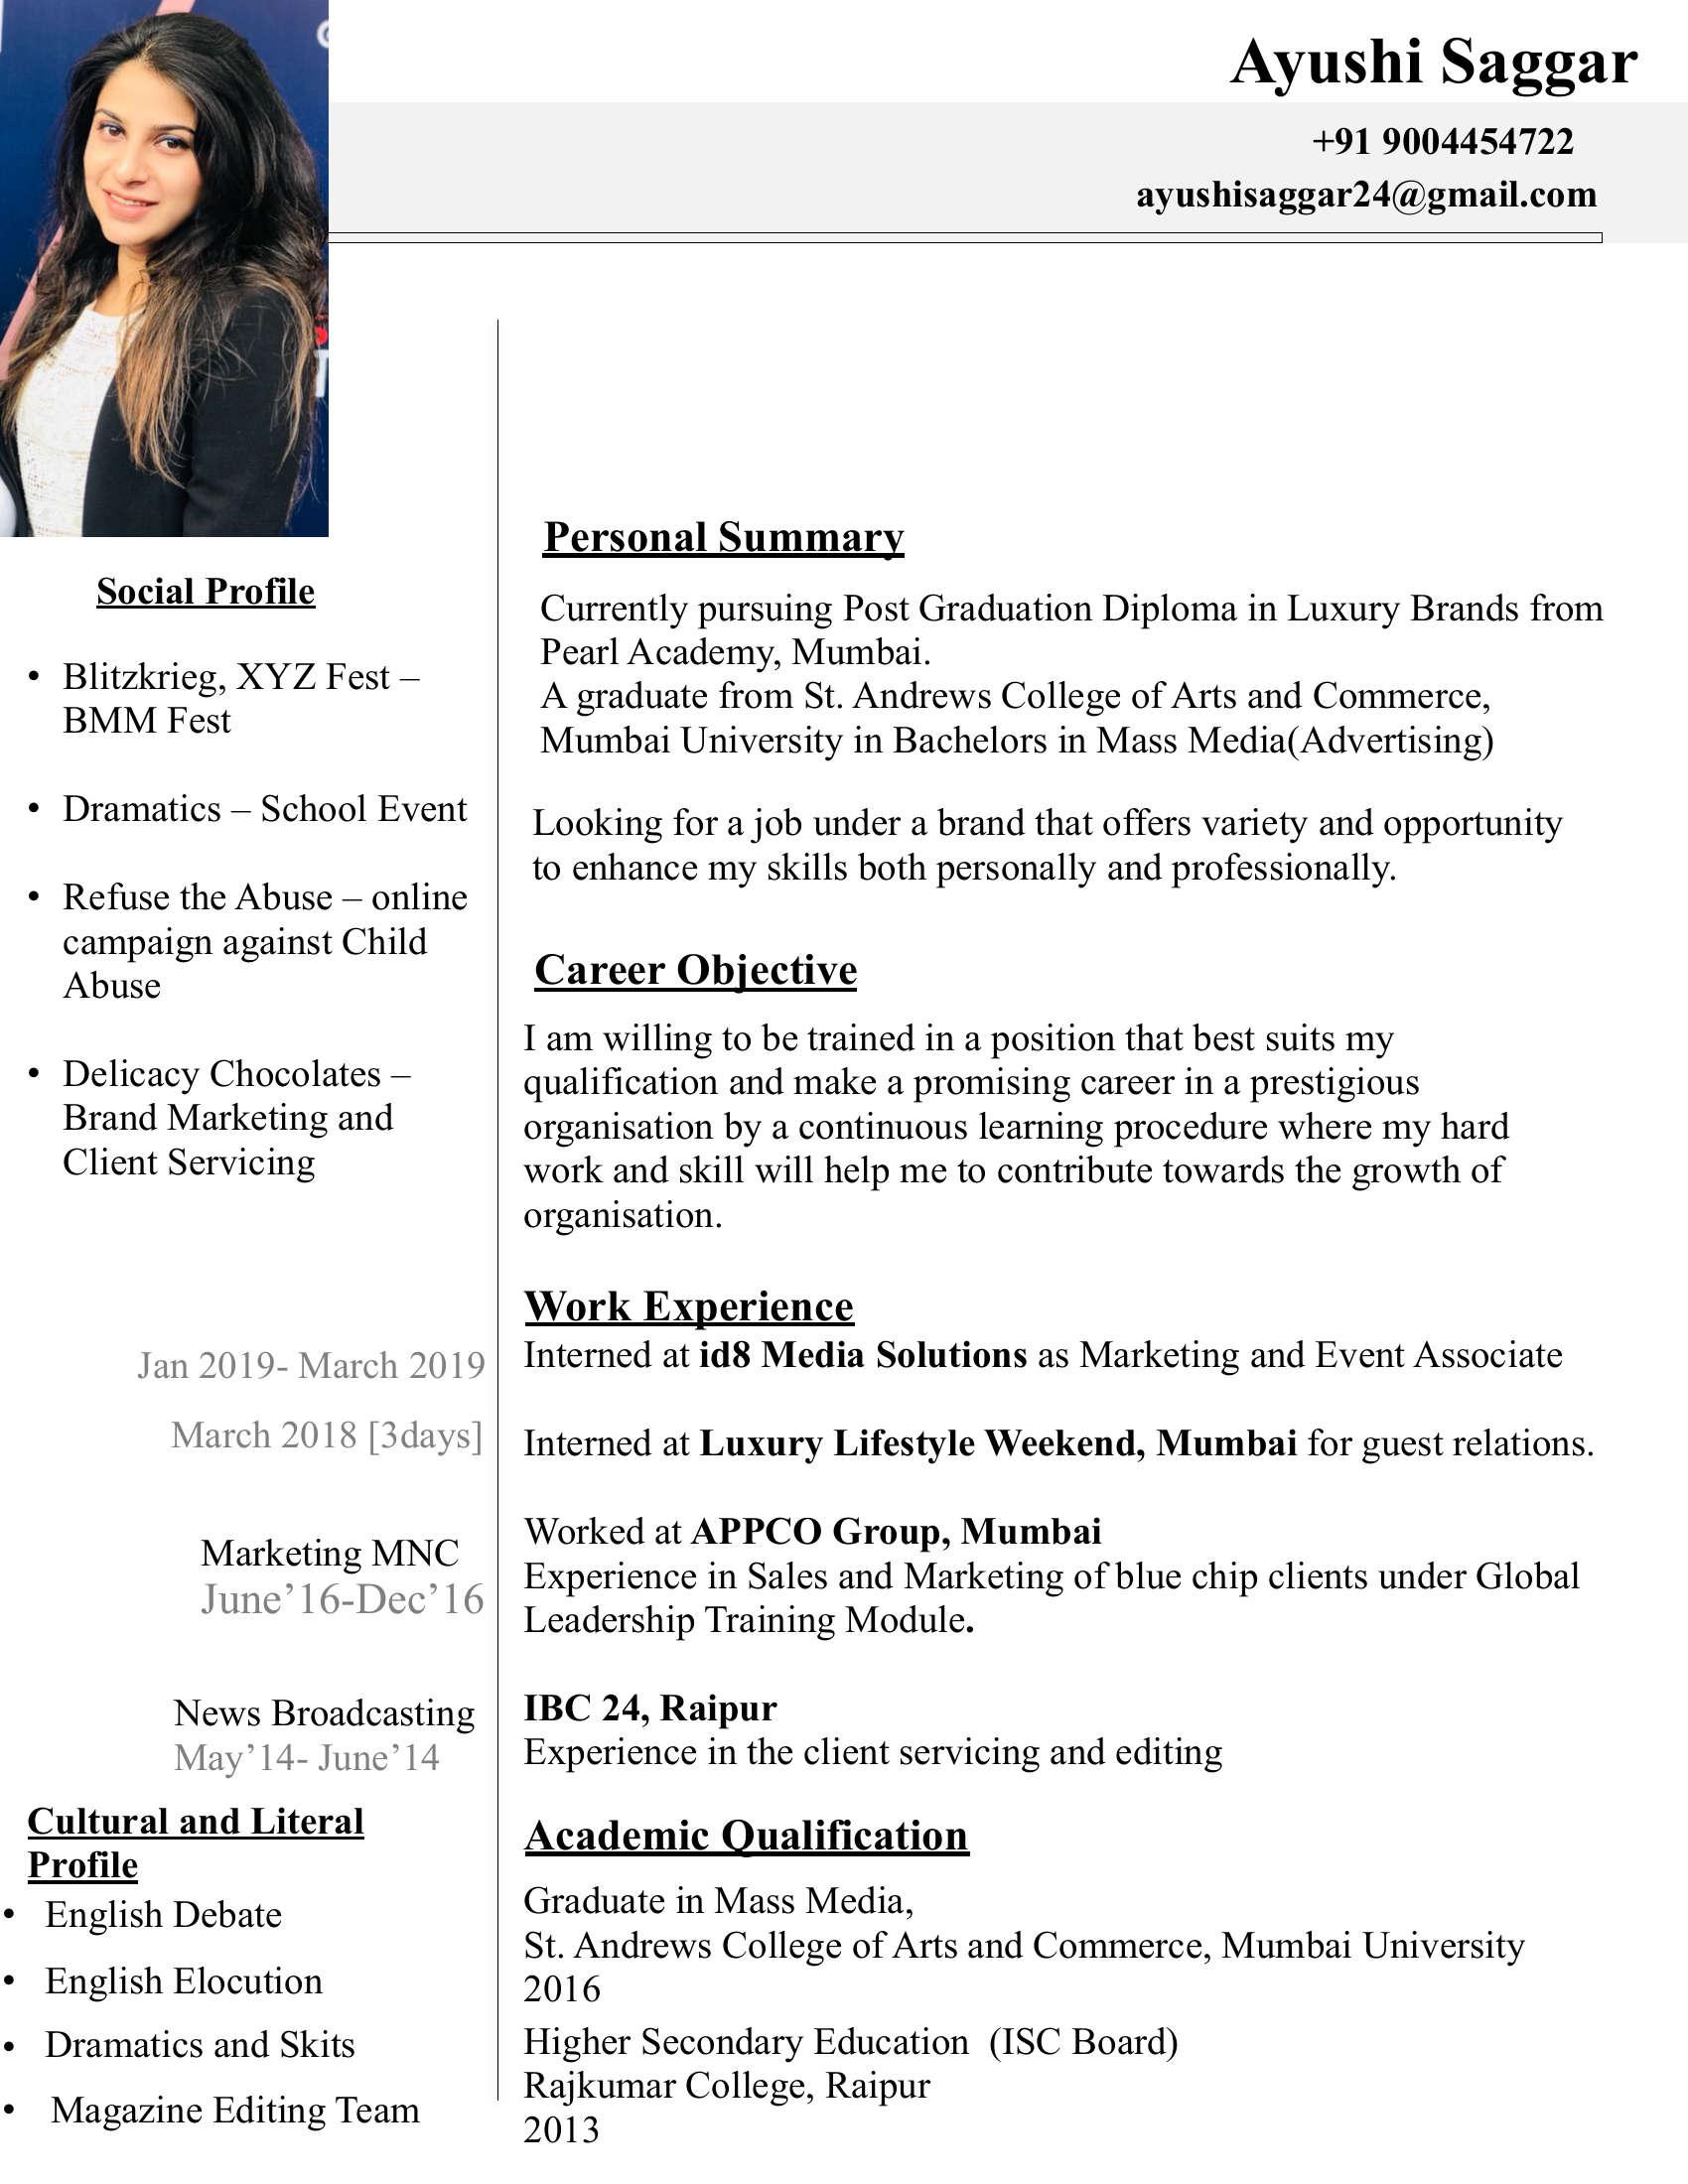 Ayushi Saggar
+91 9004454722
ayushisaggar24@gmail.com
Social Profile
• Blitzkrieg, XYZ Fest –
BMM Fest
• Dramatics – School Event
• Refuse the Abuse – online
campaign against Child
Abuse
• Delicacy Chocolates –
Brand Marketing and
Client Servicing
Jan 2019- March 2019
March 2018 [3days]
Marketing MNC
June’16-Dec’16
News Broadcasting
May’14- June’14
Cultural and Literal
Profile
• English Debate
• English Elocution
• Dramatics and Skits
• Magazine Editing Team
Personal Summary
Currently pursuing Post Graduation Diploma in Luxury Brands from
Pearl Academy, Mumbai.
A graduate from St. Andrews College of Arts and Commerce,
Mumbai University in Bachelors in Mass Media(Advertising)
Looking for a job under a brand that offers variety and opportunity
to enhance my skills both personally and professionally.
Career Objective
I am willing to be trained in a position that best suits my
qualification and make a promising career in a prestigious
organisation by a continuous learning procedure where my hard
work and skill will help me to contribute towards the growth of
organisation.
Work Experience
Interned at id8 Media Solutions as Marketing and Event Associate
Interned at Luxury Lifestyle Weekend, Mumbai for guest relations.
Worked at APPCO Group, Mumbai
Experience in Sales and Marketing of blue chip clients under Global
Leadership Training Module.
IBC 24, Raipur
Experience in the client servicing and editing
Academic Qualification
Graduate in Mass Media,
St. Andrews College of Arts and Commerce, Mumbai University
2016
Higher Secondary Education (ISC Board)
Rajkumar College, Raipur
2013